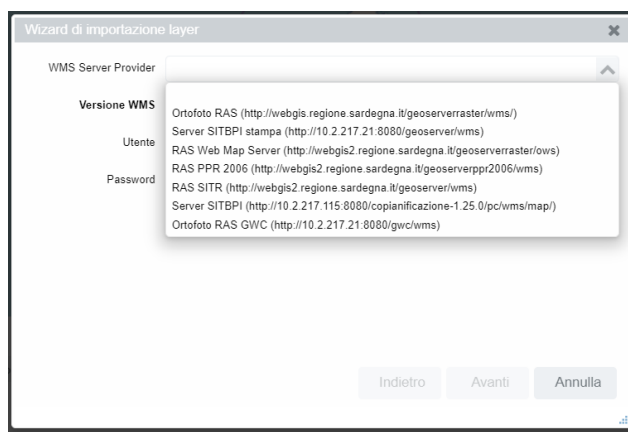 Wizard di importazione layer
WMS Server Provider
Versione WMS
Utente
Password
Ortofoto RAS (http://webgis.regione.sardegna.it/geoserverraster/wms/)
Server SITBPI stampa (http://10.2.217.21:8080/geoserver/wms)
RAS Web Map Server (http://webgis2.regione.sardegna.it/geoserverraster/ows)
RAS PPR 2006 (http://webgis2.regione.sardegna.it/geoserverppr2006/wms)
RAS SITR (http://webgis2.regione.sardegna.it/geoserver/wms)
Server SITBPI (http://10.2.217.115:8080/copianificazione-1.25.0/pc/wms/map/)
Ortofoto RAS GWC (http://10.2.217.21:8080/gwc/wms)
Indietro Avanti Annulla